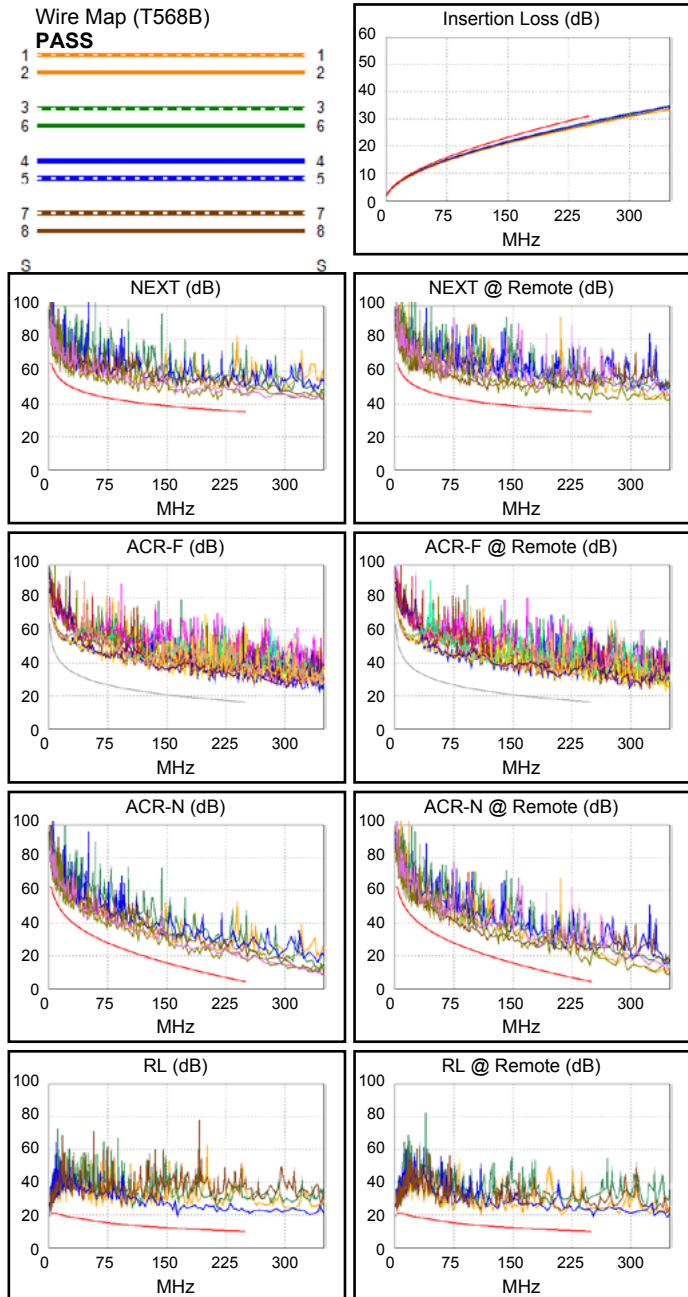 Wire Map (T568B)
PASS
1 1
2 2
3 3
6 6
4 4
5 5
7 7
8 8
S S
Insertion Loss (dB)
60
50
40
30
20
10
0
0 75 150 225 300
MHz
NEXT (dB)
100
80
60
40
20
0
0 75 150 225 300
MHz
NEXT @ Remote (dB)
100
80
60
40
20
0
0 75 150 225 300
MHz
ACR-F (dB)
100
80
60
40
20
0
0 75 150 225 300
MHz
ACR-F @ Remote (dB)
100
80
60
40
20
0
0 75 150 225 300
MHz
ACR-N (dB)
100
80
60
40
20
0
0 75 150 225 300
MHz
ACR-N @ Remote (dB)
100
80
60
40
20
0
0 75 150 225 300
MHz
RL (dB)
100
80
60
40
20
0
0 75 150 225 300
MHz
RL @ Remote (dB)
100
80
60
40
20
0
0 75 150 225 300
MHz